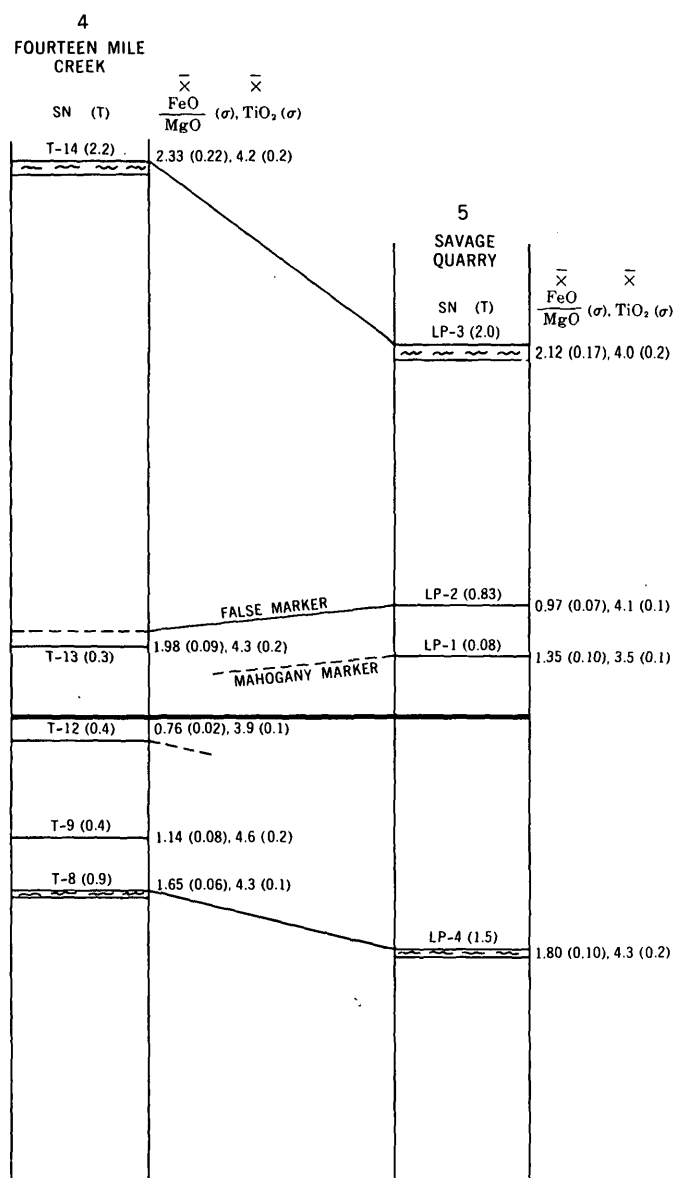 4
FOURTEEN MILE
CREEK
SN (T)
x̄ x̄
FeO/MgO (σ), TiO₂ (σ)
T-14 (2.2)
2.33 (0.22), 4.2 (0.2)
5
SAVAGE
QUARRY
SN (T)
x̄ x̄
FeO/MgO (σ), TiO₂ (σ)
LP-3 (2.0)
2.12 (0.17), 4.0 (0.2)
FALSE MARKER
LP-2 (0.83)
0.97 (0.07), 4.1 (0.1)
T-13 (0.3)
1.98 (0.09), 4.3 (0.2)
MAHOGANY MARKER
LP-1 (0.08)
1.35 (0.10), 3.5 (0.1)
T-12 (0.4)
0.76 (0.02), 3.9 (0.1)
T-9 (0.4)
1.14 (0.08), 4.6 (0.2)
T-8 (0.9)
1.65 (0.06), 4.3 (0.1)
LP-4 (1.5)
1.80 (0.10), 4.3 (0.2)